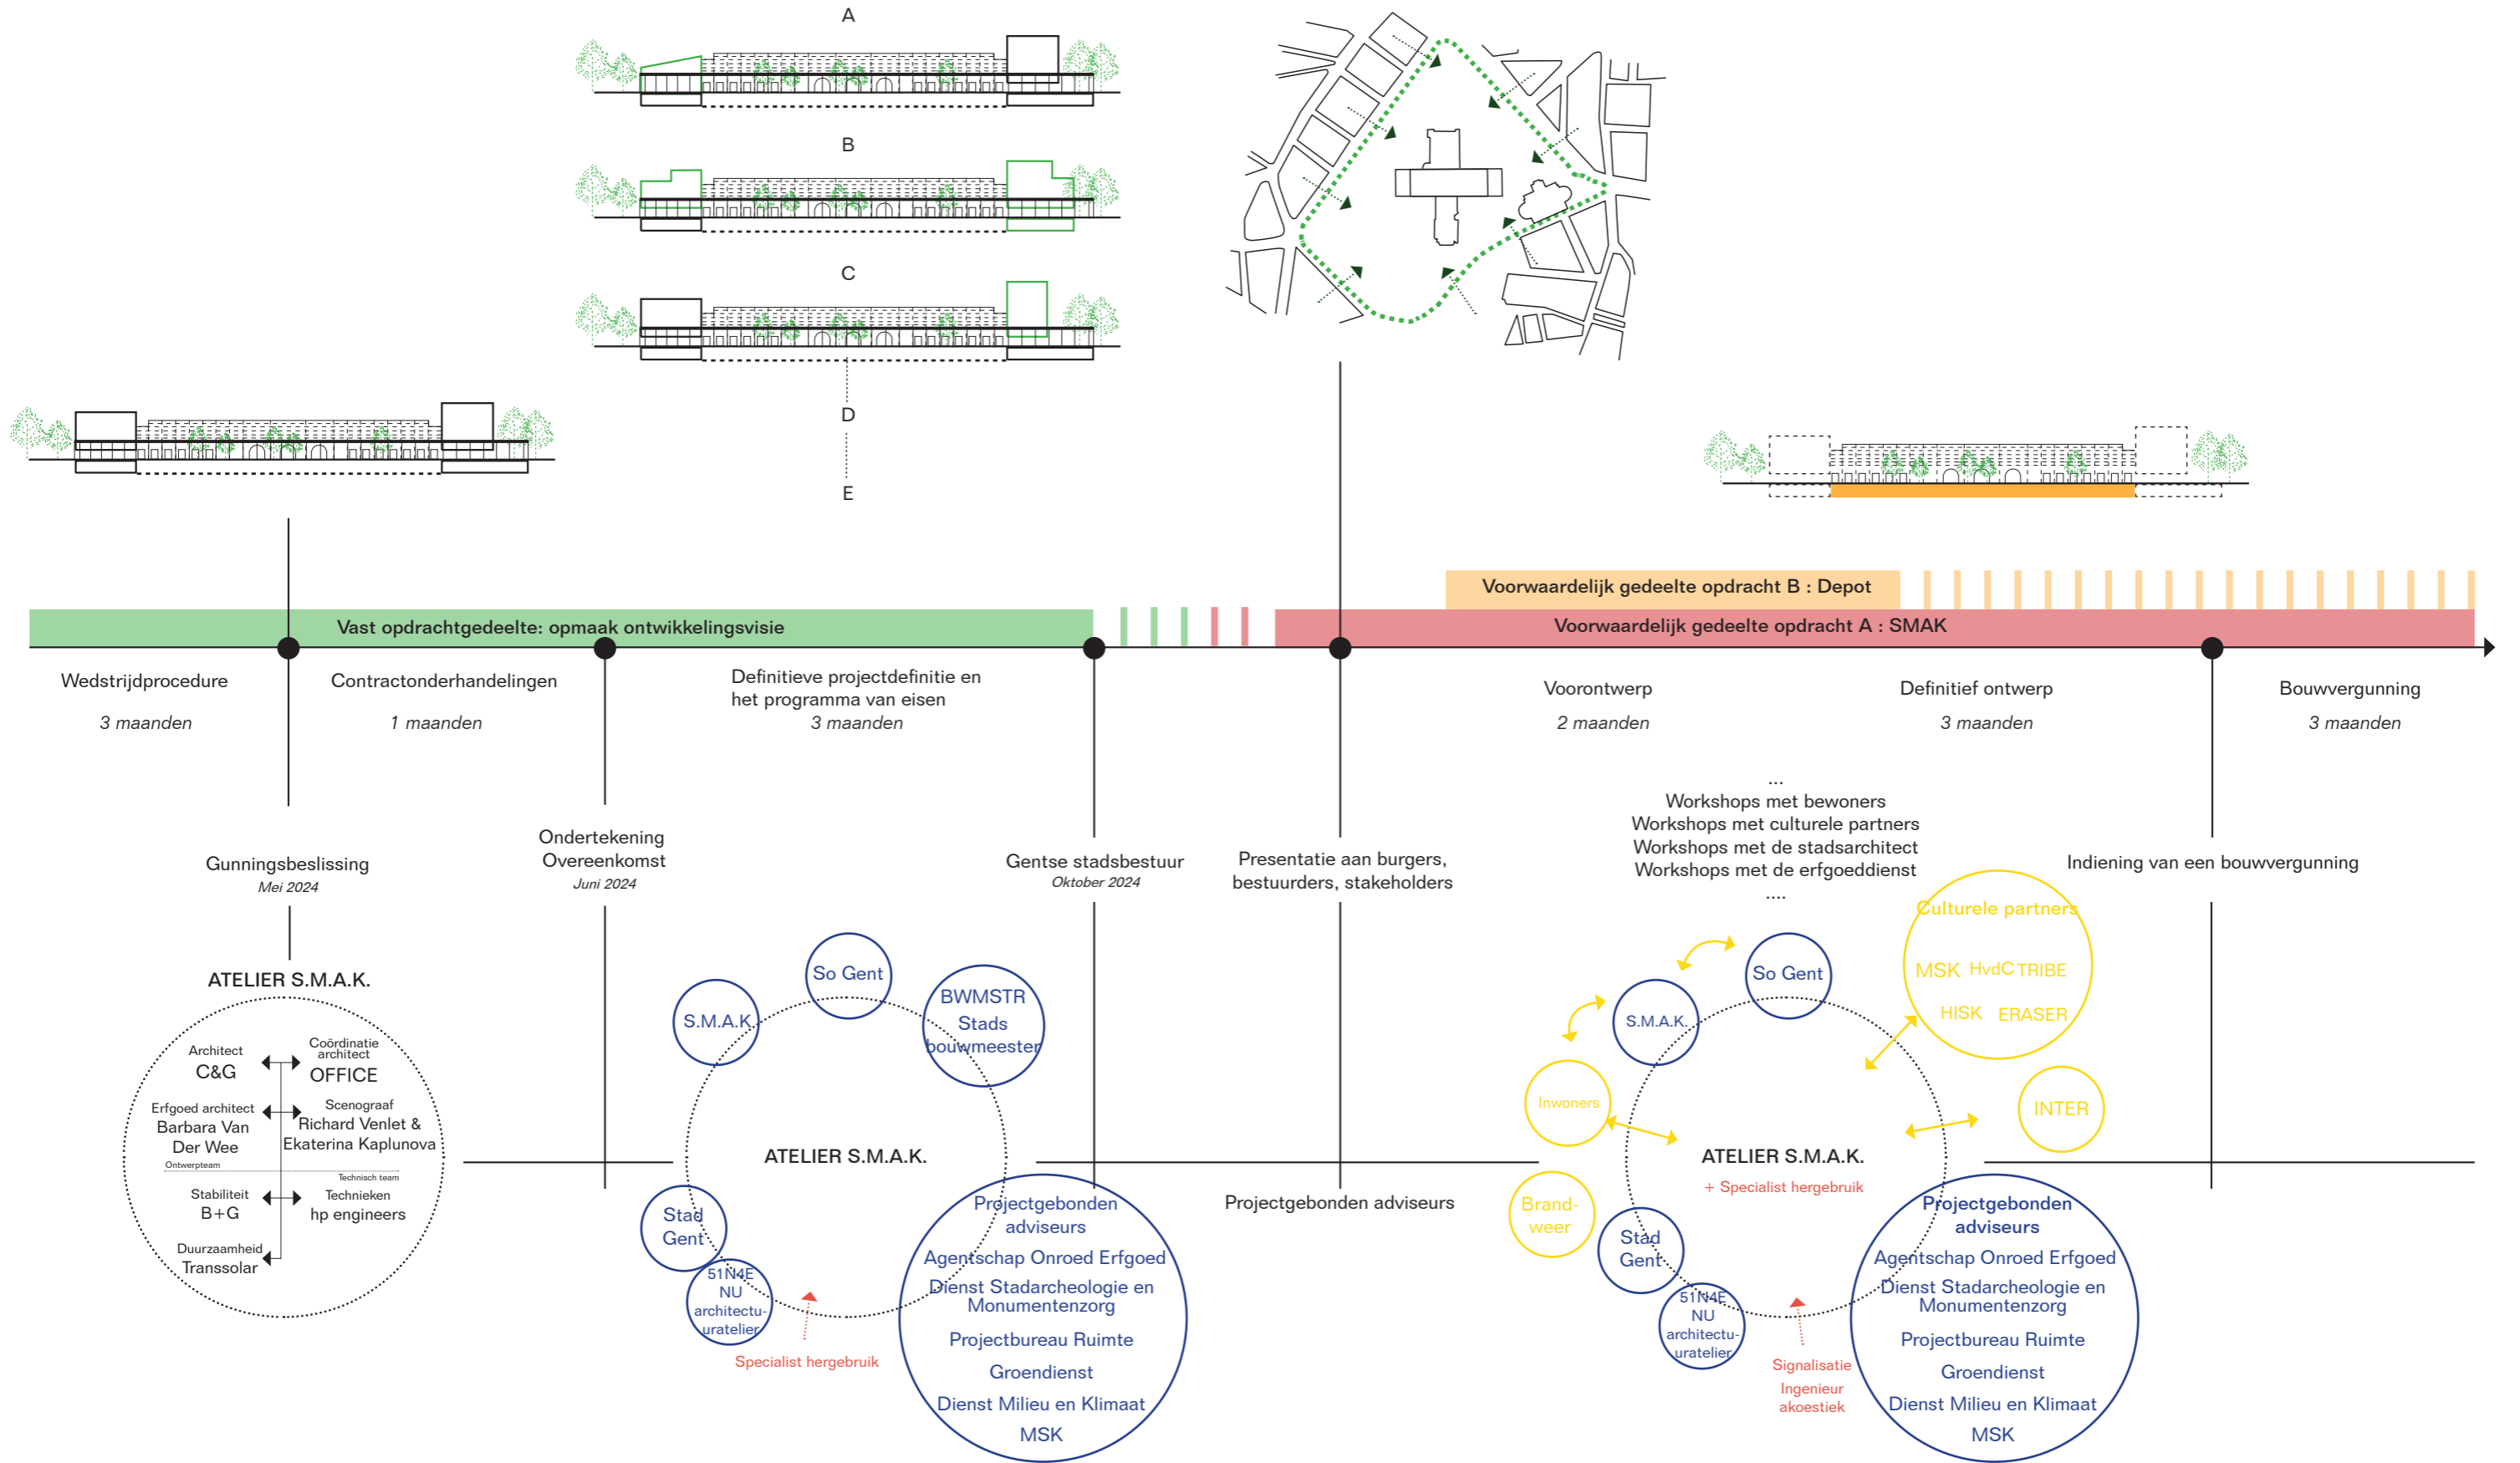 A
B
C
D
E
Voorwaardelijk gedeelte opdracht B : Depot
Vast opdrachtgedeelte: opmaak ontwikkelingsvisie
Voorwaardelijk gedeelte opdracht A : SMAK
Wedstrijdprocedure
3 maanden
Contractonderhandelingen
1 maanden
Definitieve projectdefinitie en
het programma van eisen
3 maanden
Voorontwerp
2 maanden
Definitief ontwerp
3 maanden
Bouwvergunning
3 maanden
Gunningsbeslissing
Mei 2024
Ondertekening
Overeenkomst
Juni 2024
Gentse stadsbestuur
Oktober 2024
Presentatie aan burgers,
bestuurders, stakeholders
...
Workshops met bewoners
Workshops met culturele partners
Workshops met de stadsarchitect
Workshops met de erfgoeddienst
....
Indiening van een bouwvergunning
ATELIER S.M.A.K.
Architect
C&G
Coördinatie
architect
OFFICE
Erfgoed architect
Barbara Van
Der Wee
Scenograaf
Richard Venlet &
Ekaterina Kaplunova
Ontwerpteam
Technisch team
Stabiliteit
B+G
Technieken
hp engineers
Duurzaamheid
Transsolar
S.M.A.K
So Gent
BWMSTR
Stads
bouwmeester
ATELIER S.M.A.K.
Stad
Gent
51N4E
NU
architectu-
uratelier
Specialist hergebruik
Projectgebonden
adviseurs
Agentschap Onroed Erfgoed
Dienst Stadarcheologie en
Monumentenzorg
Projectbureau Ruimte
Groendienst
Dienst Milieu en Klimaat
MSK
Projectgebonden adviseurs
S.M.A.K.
So Gent
Culturele partners
MSK HvdC TRIBE
HISK ERASER
Inwoners
INTER
Brand-
weer
ATELIER S.M.A.K.
+ Specialist hergebruik
Stad
Gent
51N4E
NU
architectu-
uratelier
Signalisatie
Ingenieur
akoestiek
Projectgebonden
adviseurs
Agentschap Onroed Erfgoed
Dienst Stadarcheologie en
Monumentenzorg
Projectbureau Ruimte
Groendienst
Dienst Milieu en Klimaat
MSK